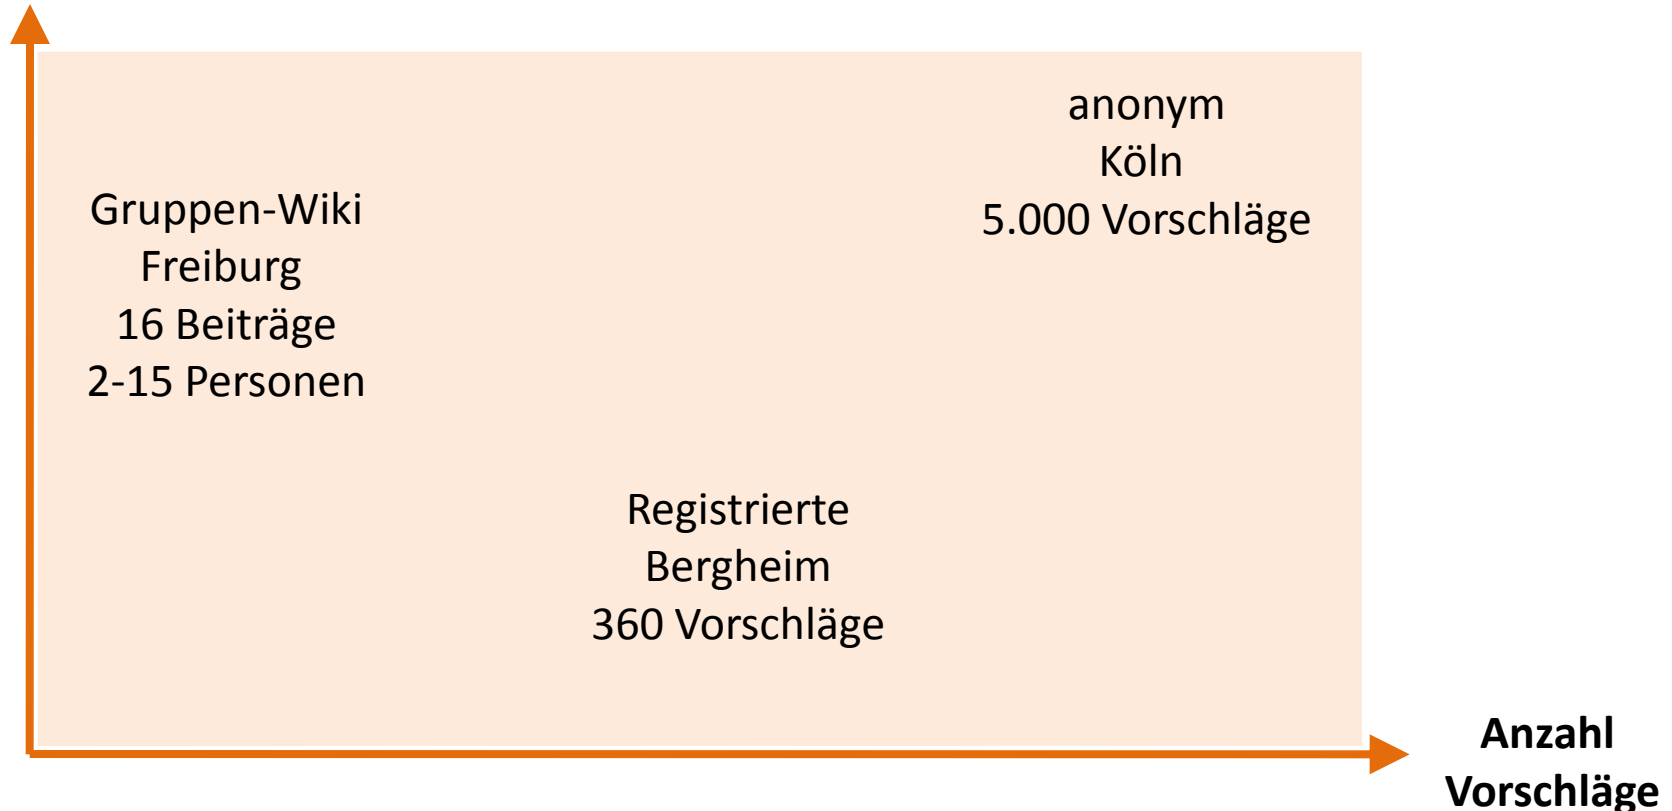 anonym
Köln
5.000 Vorschläge
Gruppen-Wiki
Freiburg
16 Beiträge
2-15 Personen
Registrierte
Bergheim
360 Vorschläge
Anzahl
Vorschläge